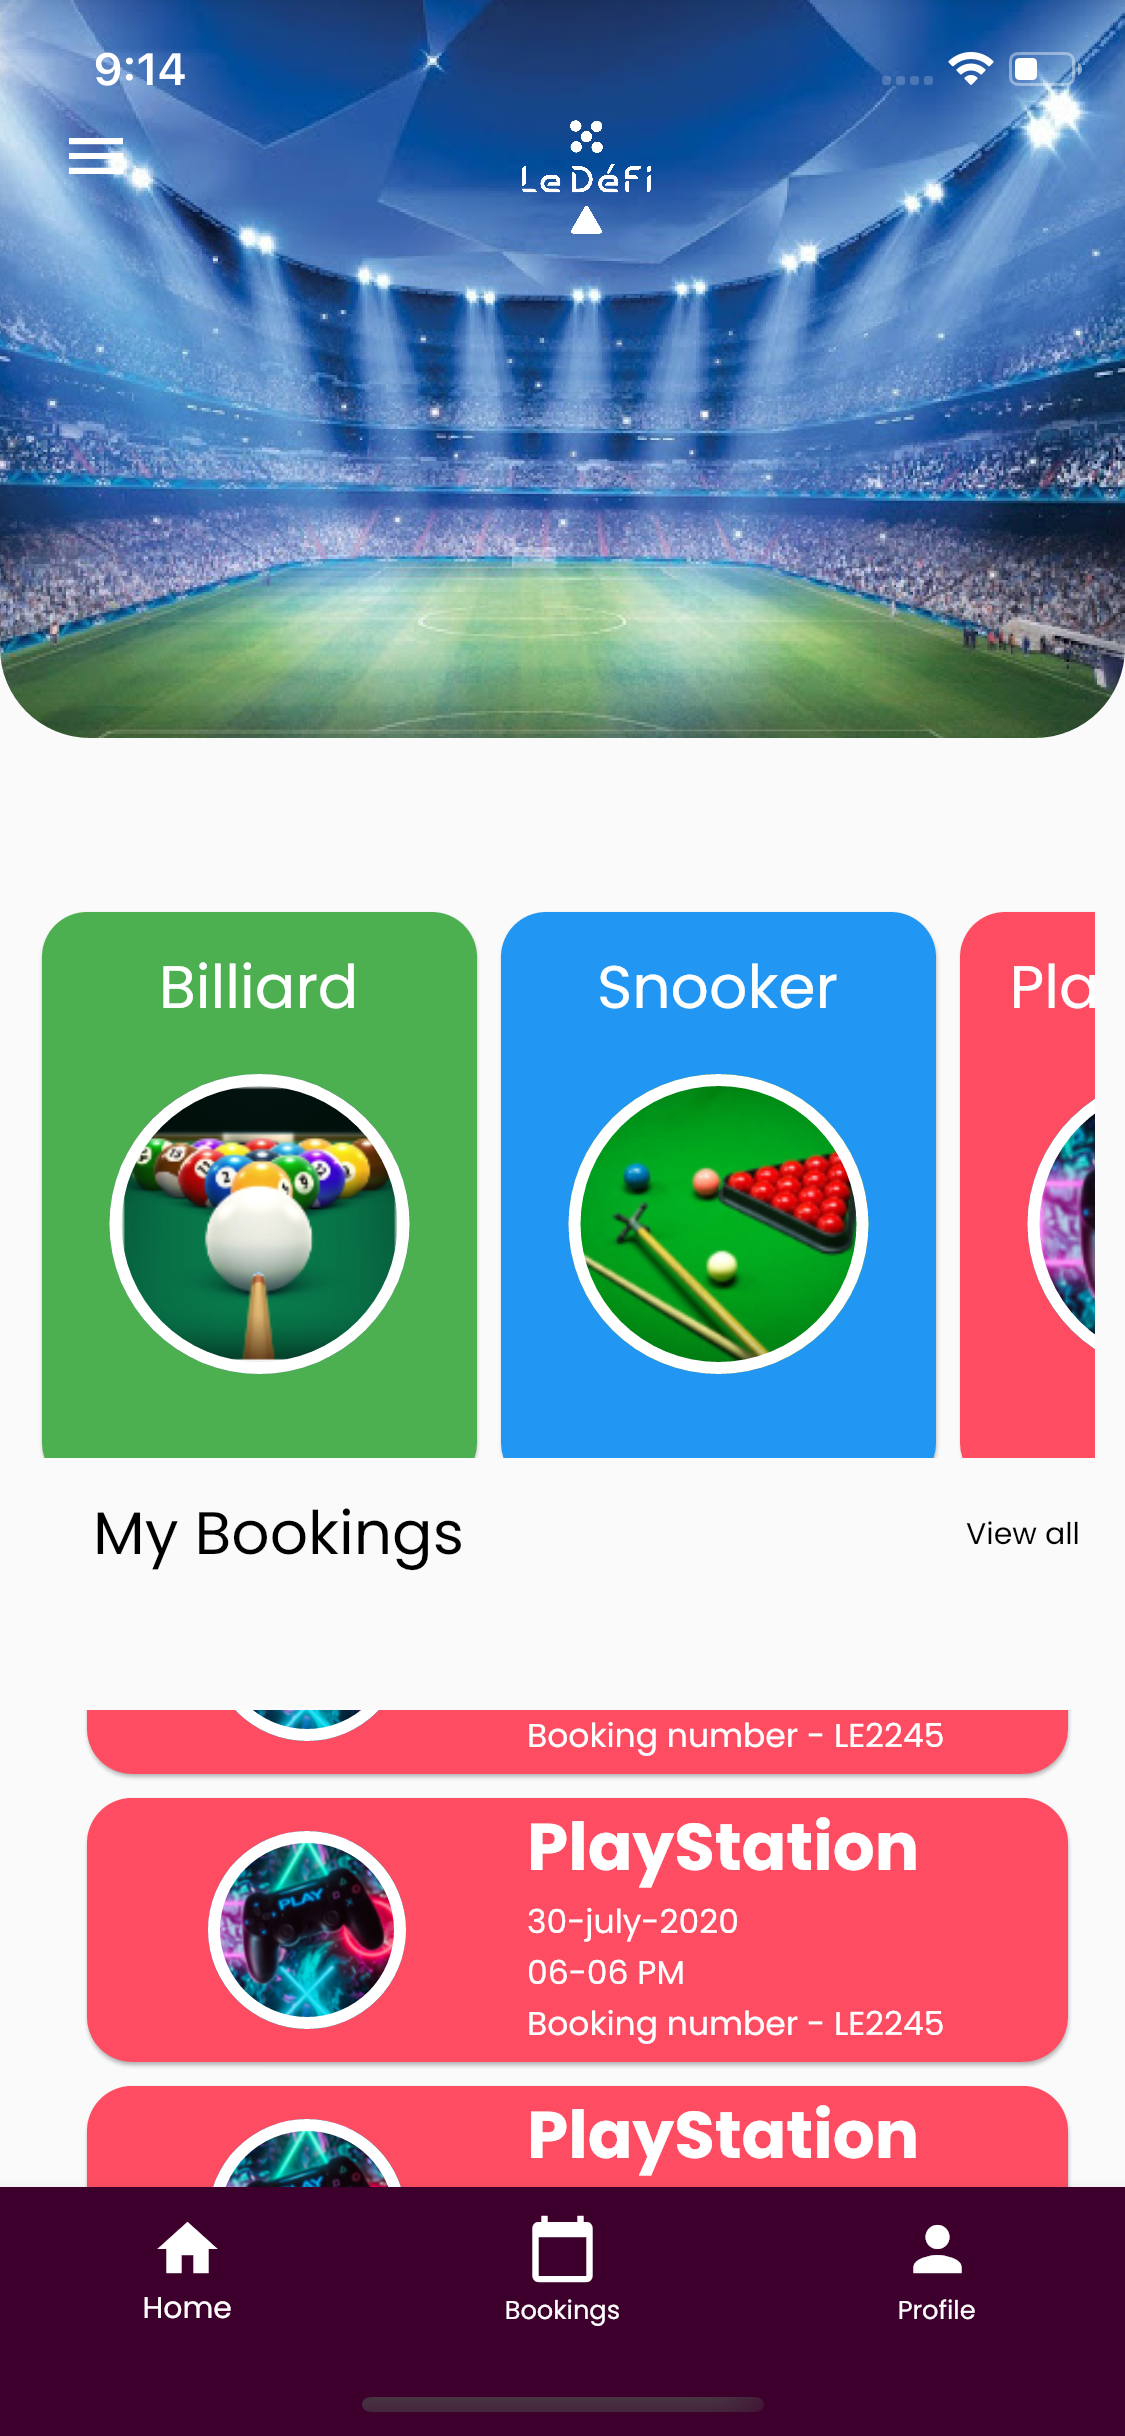 9:14
Le Défi
Billiard
Snooker
Pla
My Bookings
View all
Booking number - LE2245
PLAY
PlayStation
30-july-2020
06-06 PM
Booking number - LE2245
PlayStation
Home
Bookings
Profile